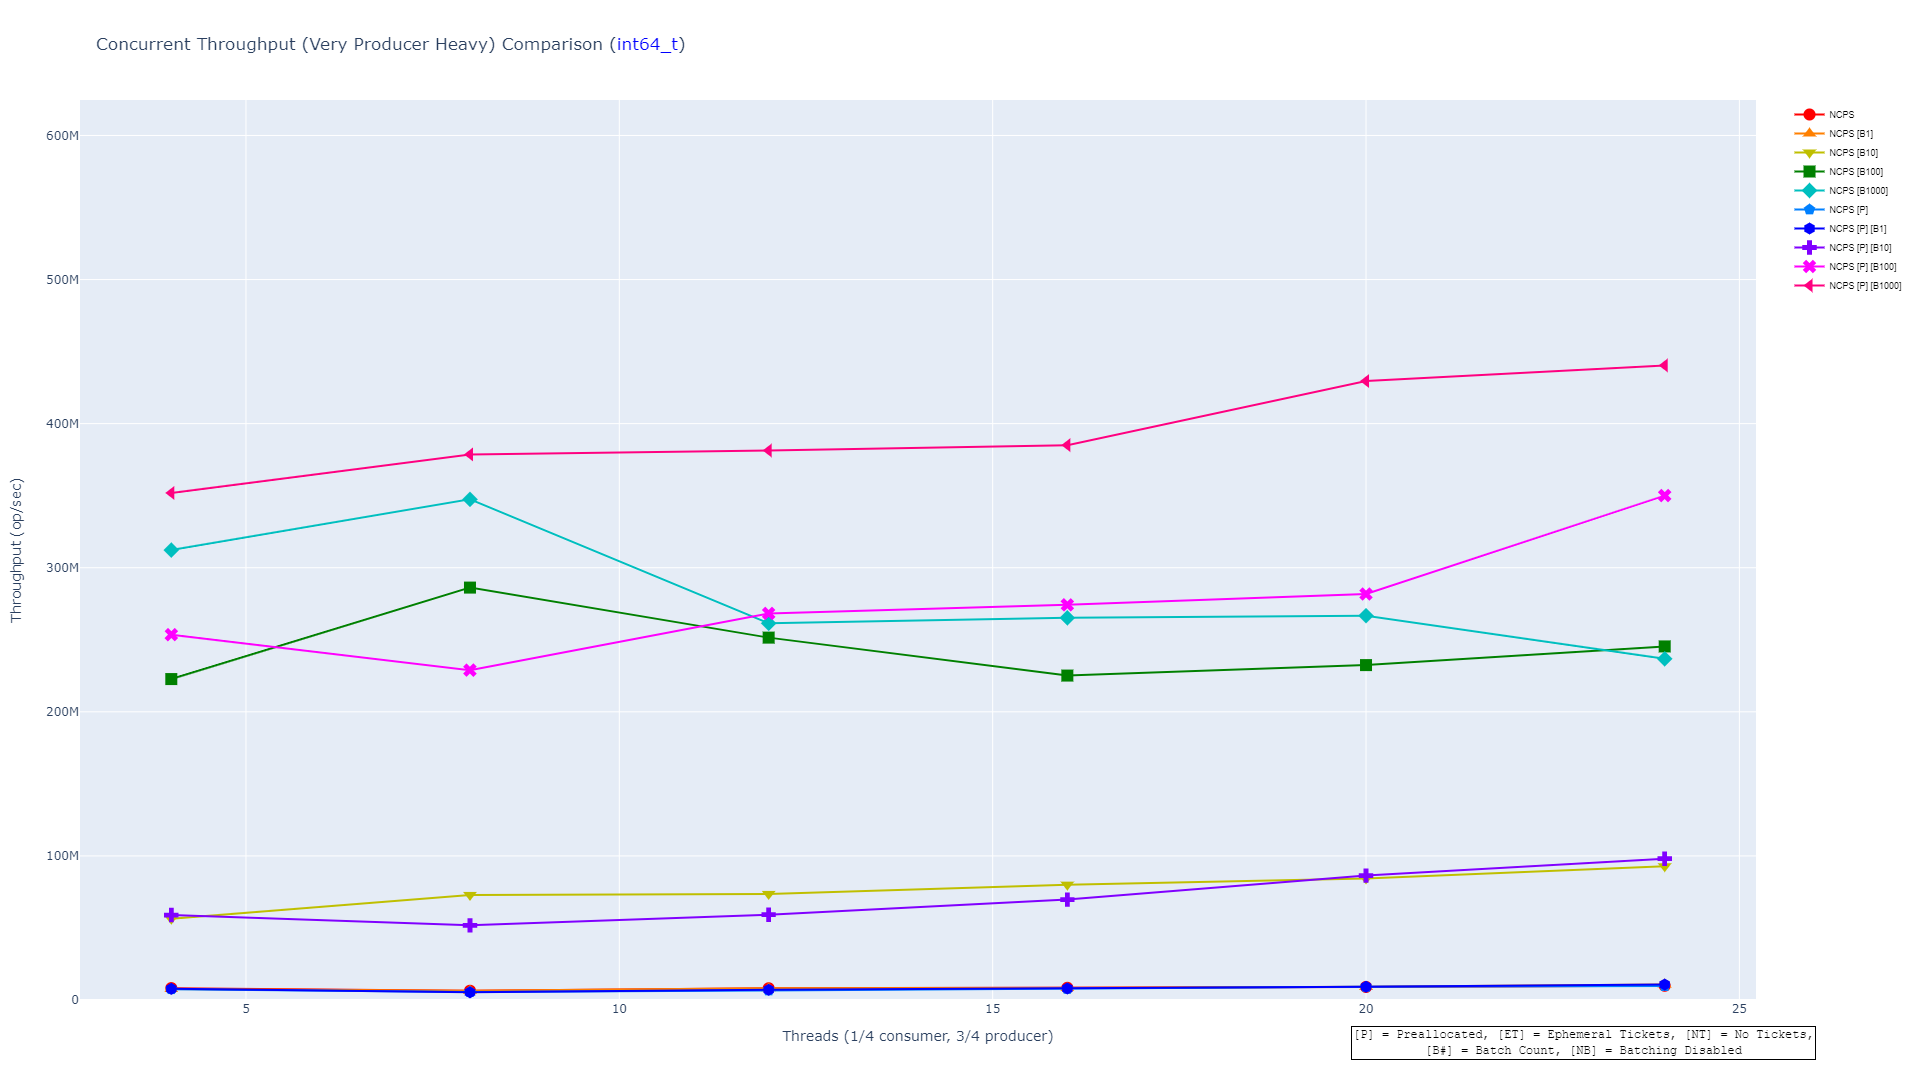 Concurrent Throughput (Very Producer Heavy) Comparison (int64_t)
600M
500M
400M
300M
200M
100M
0
Throughput (op/sec)
5
10
15
20
25
Threads (1/4 consumer, 3/4 producer)
NCPS
NCPS [B1]
NCPS [B10]
NCPS [B100]
NCPS [B1000]
NCPS [P]
NCPS [P] [B1]
NCPS [P] [B10]
NCPS [P] [B100]
NCPS [P] [B1000]
[P] = Preallocated, [ET] = Ephemeral Tickets, [NT] = No Tickets,
[B#] = Batch Count, [NB] = Batching Disabled